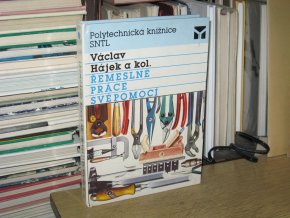 Polytechnická knižnice
SNTL
Václav
Hájek a kol.
ŘEMESLNÉ
PRÁCE
SVÉPOMOCÍ